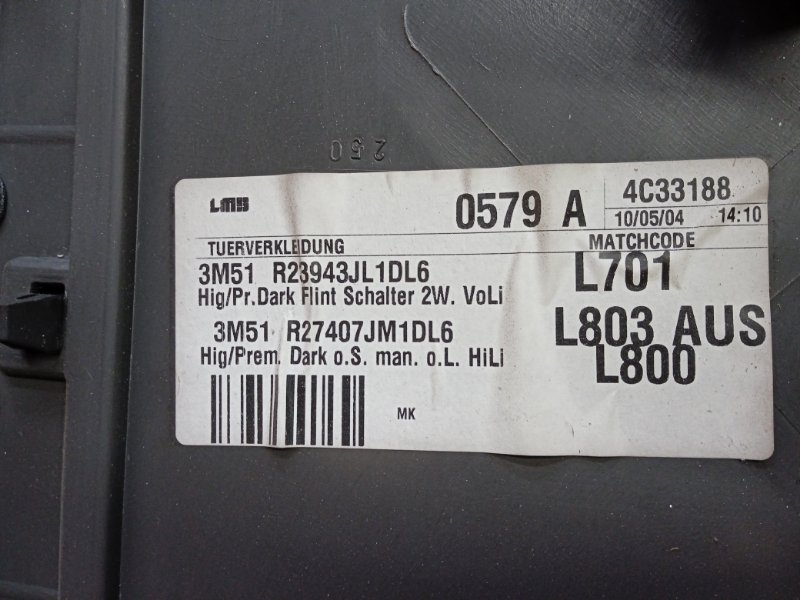 250
LMS
0579 A
4C33188
10/05/04 14:10
TUERVERKLEIDUNG
MATCHCODE
3M51 R23943JL1DL6
Hig/Pr.Dark Flint Schalter 2W. VoLi
L701
3M51 R27407JM1DL6
Hig/Prem. Dark o.S. man. o.L. HiLi
L803 AUS
L800
MK